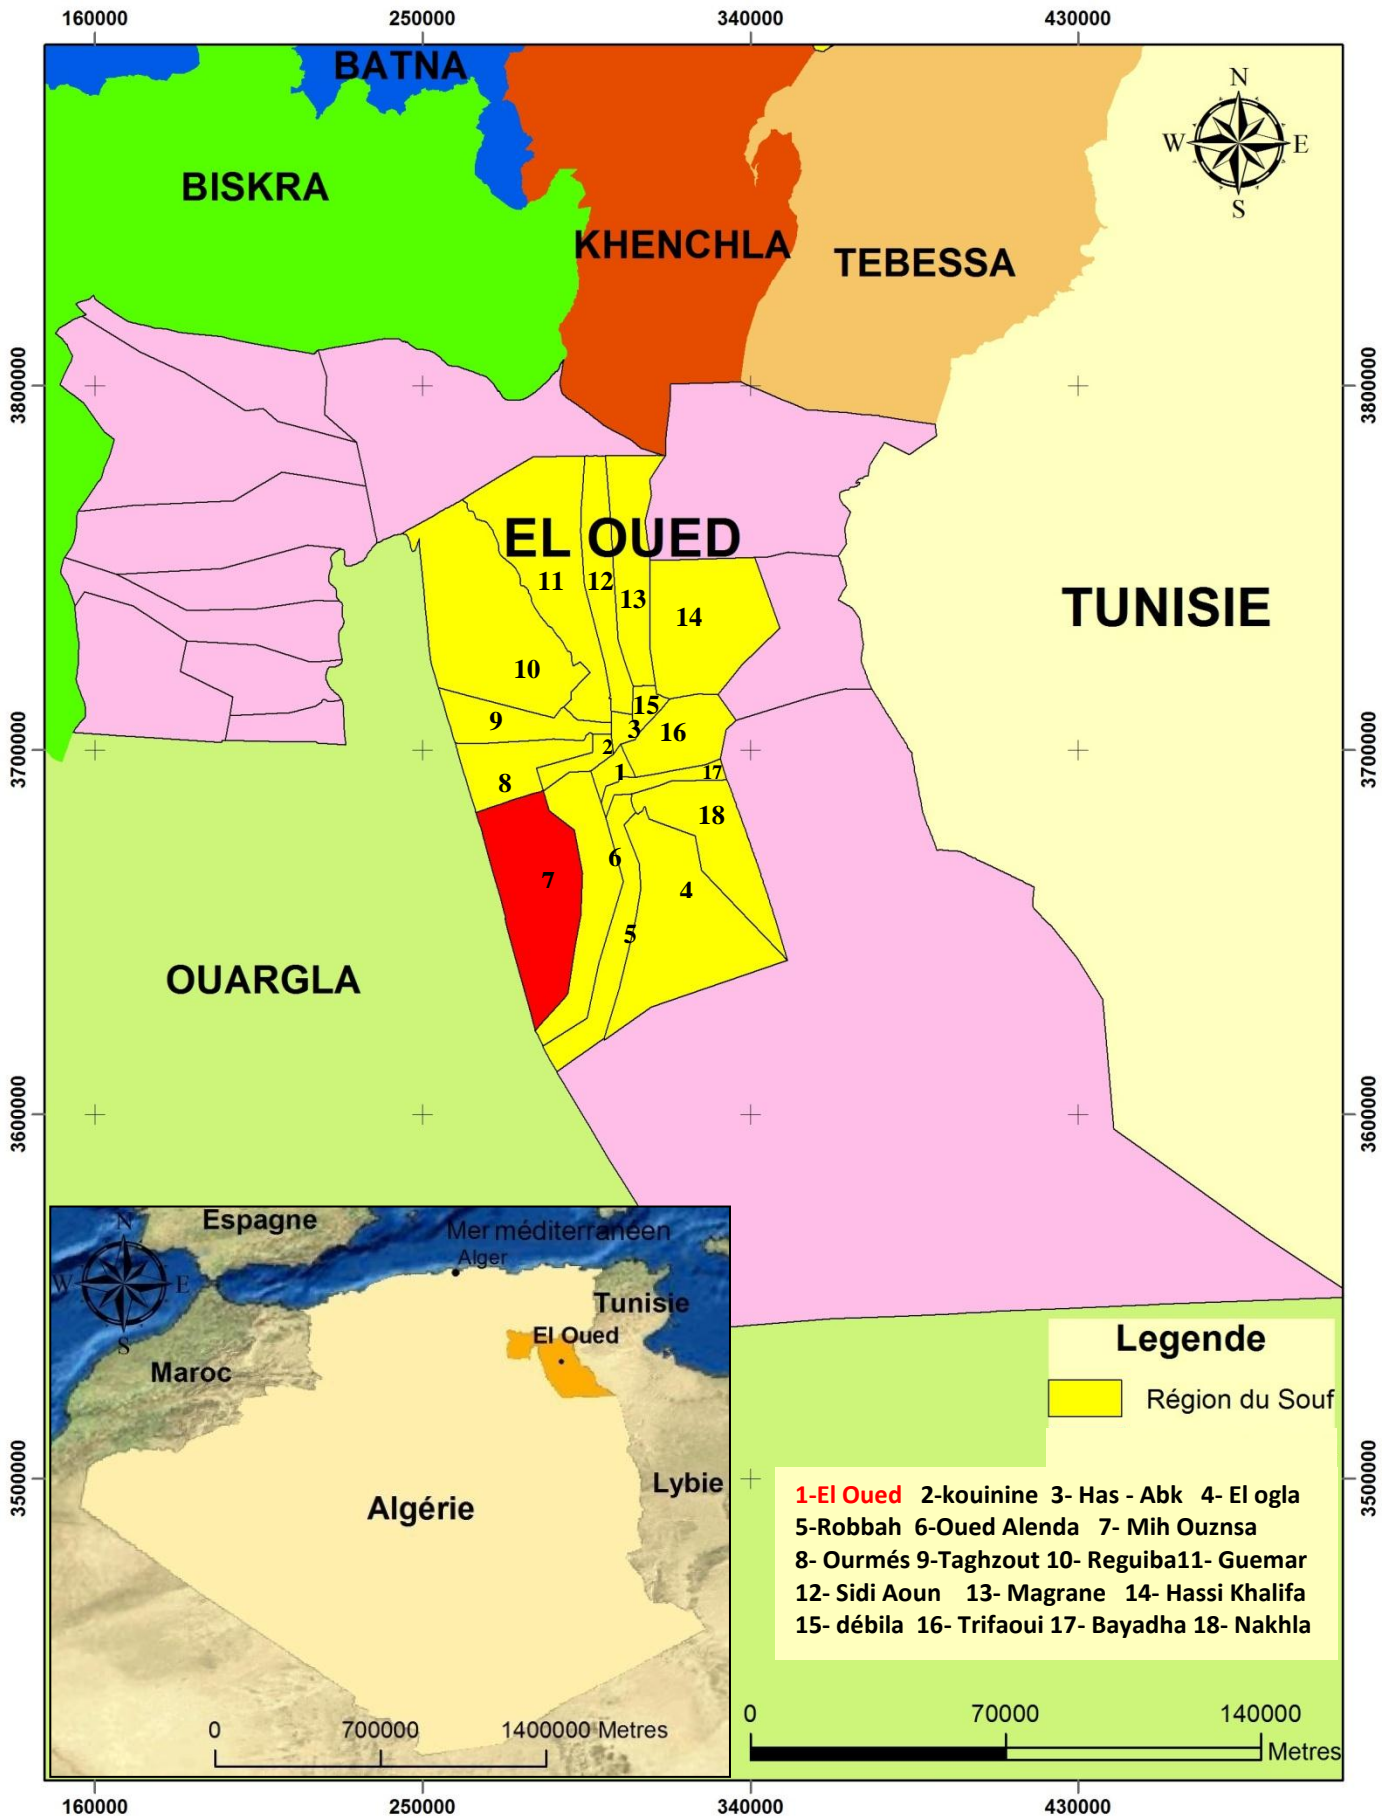 160000 250000 340000 430000
BATNA
N
W E
S
BISKRA
KHENCHLA
TEBESSA
3800000 3800000
EL OUED
11 12 13
14
TUNISIE
10
15
9 3 16
3700000 2 3700000
1 17
8
18
6
7 4
5
OUARGLA
3600000 3600000
Espagne
N
Mer méditerranéen
Alger
W E
Tunisie
S
El Oued
Maroc
Lybie
Algérie
0 700000 1400000 Metres
Legende
Région du Souf
3500000 3500000
1-El Oued 2-kouinine 3- Has - Abk 4- El ogla
5-Robbah 6-Oued Alenda 7- Mih Ouznsa
8- Ourmés 9-Taghzout 10- Reguiba11- Guemar
12- Sidi Aoun 13- Magrane 14- Hassi Khalifa
15- débila 16- Trifaoui 17- Bayadha 18- Nakhla
0 70000 140000
Metres
160000 250000 340000 430000